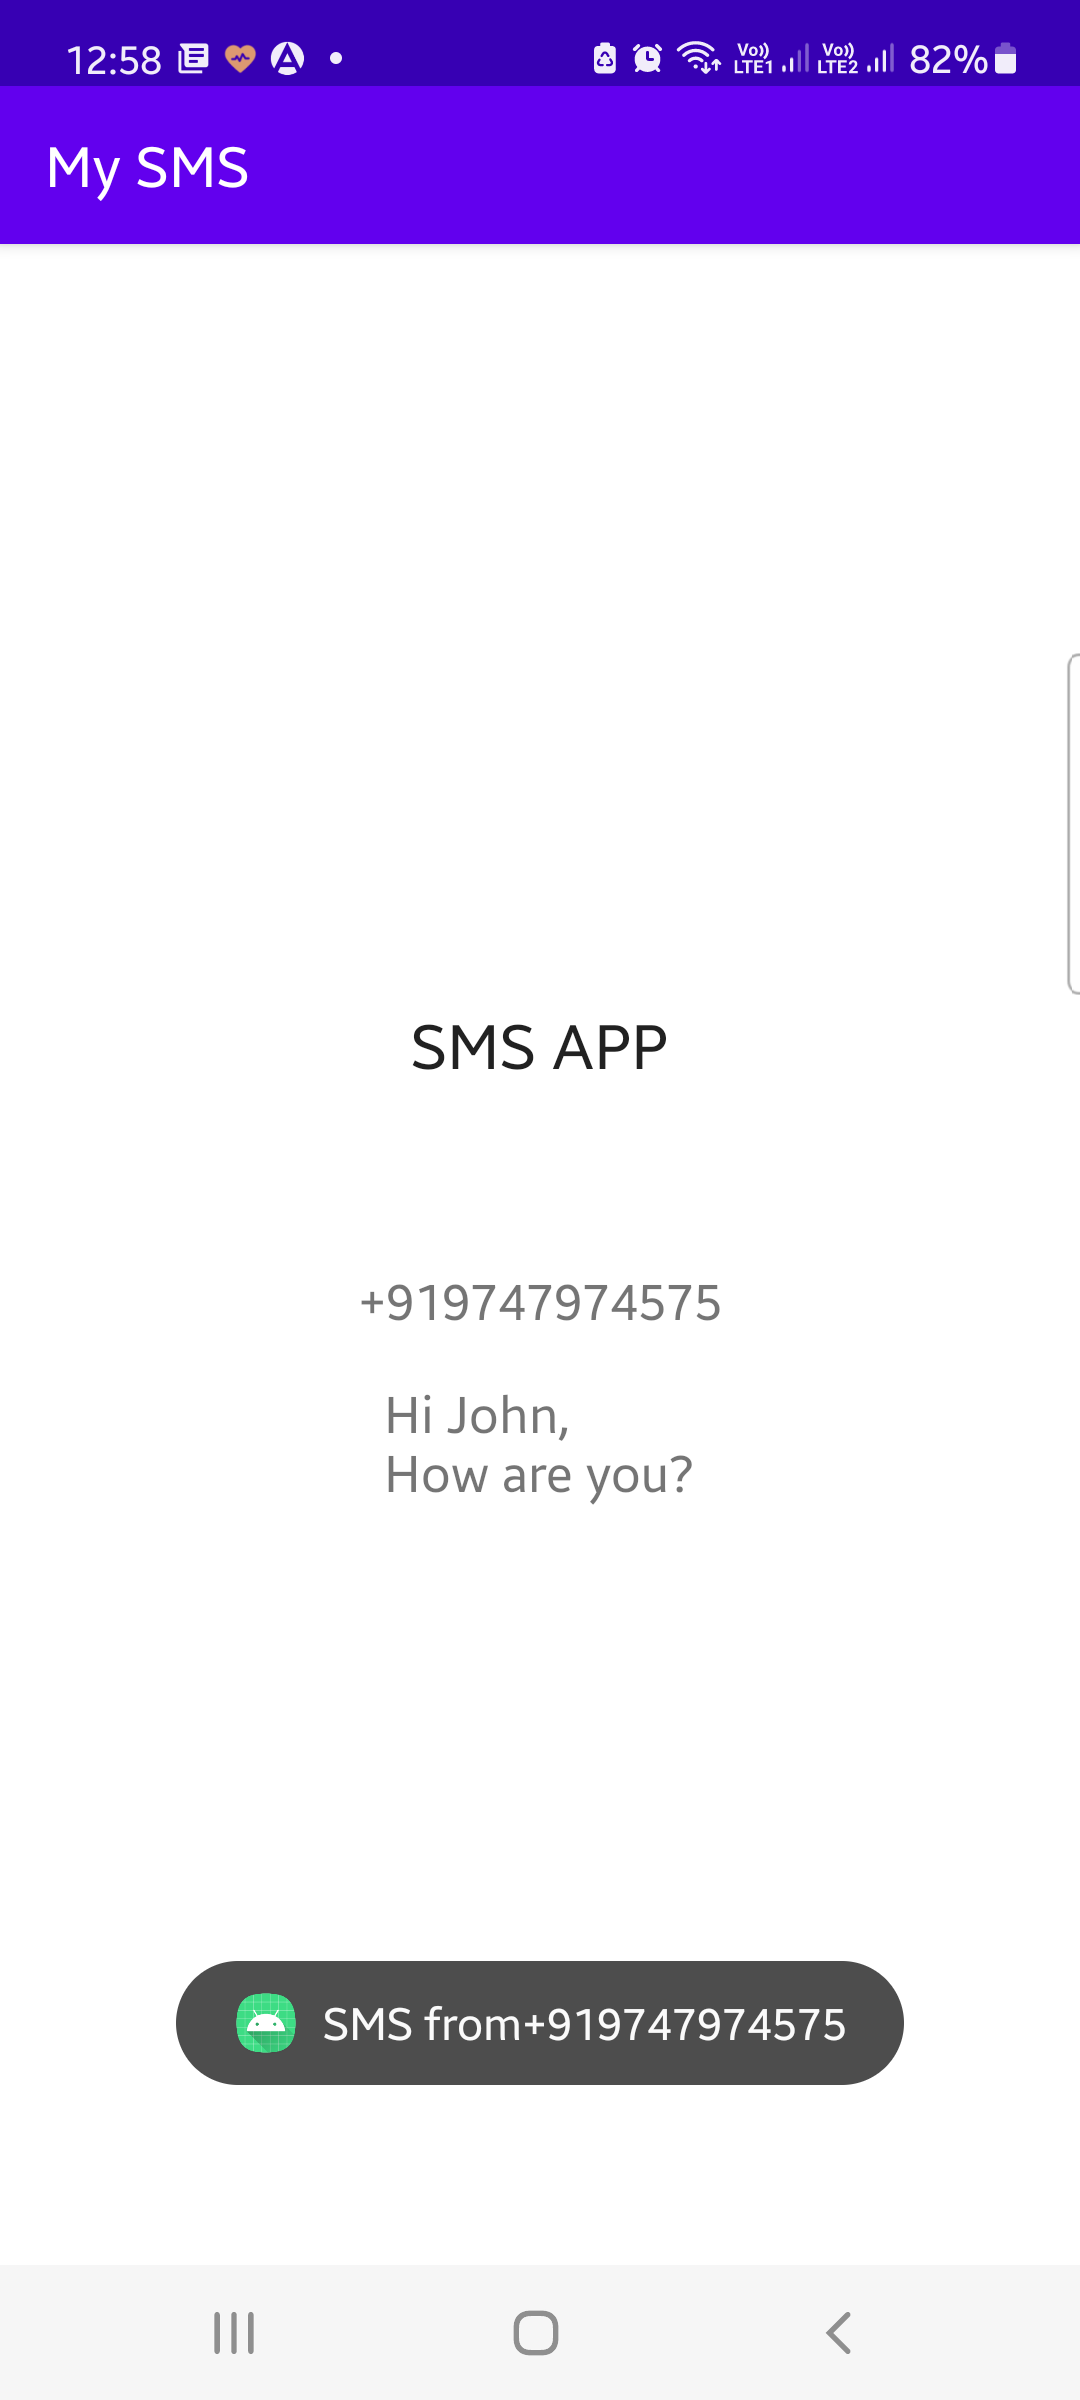 12:58
Vo)) LTE1 Vo)) LTE2 82%
My SMS
SMS APP
+919747974575
Hi John,
How are you?
SMS from+919747974575